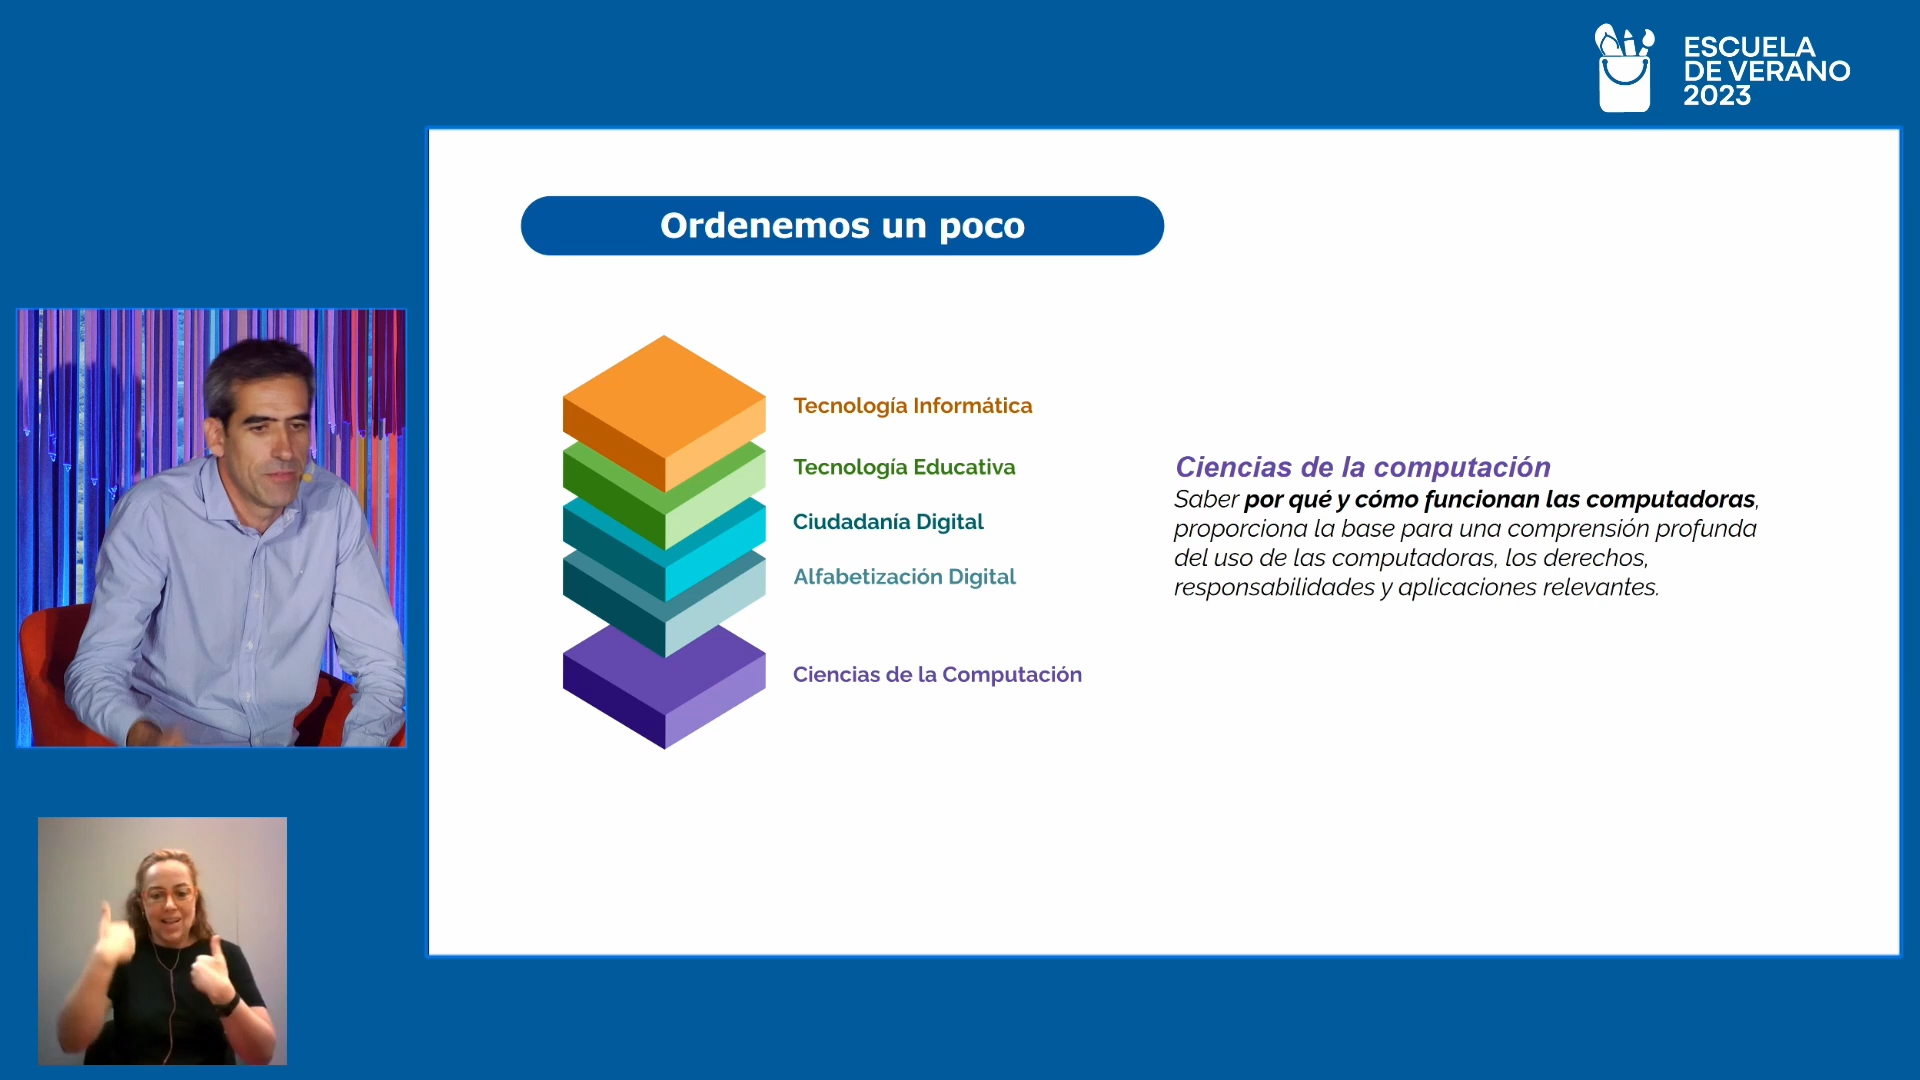 ESCUELA
DE VERANO
2023
Ordenemos un poco
Tecnología Informática
Tecnología Educativa
Ciudadanía Digital
Alfabetización Digital
Ciencias de la Computación
Ciencias de la computación
Saber por qué y cómo funcionan las computadoras,
proporciona la base para una comprensión profunda
del uso de las computadoras, los derechos,
responsabilidades y aplicaciones relevantes.